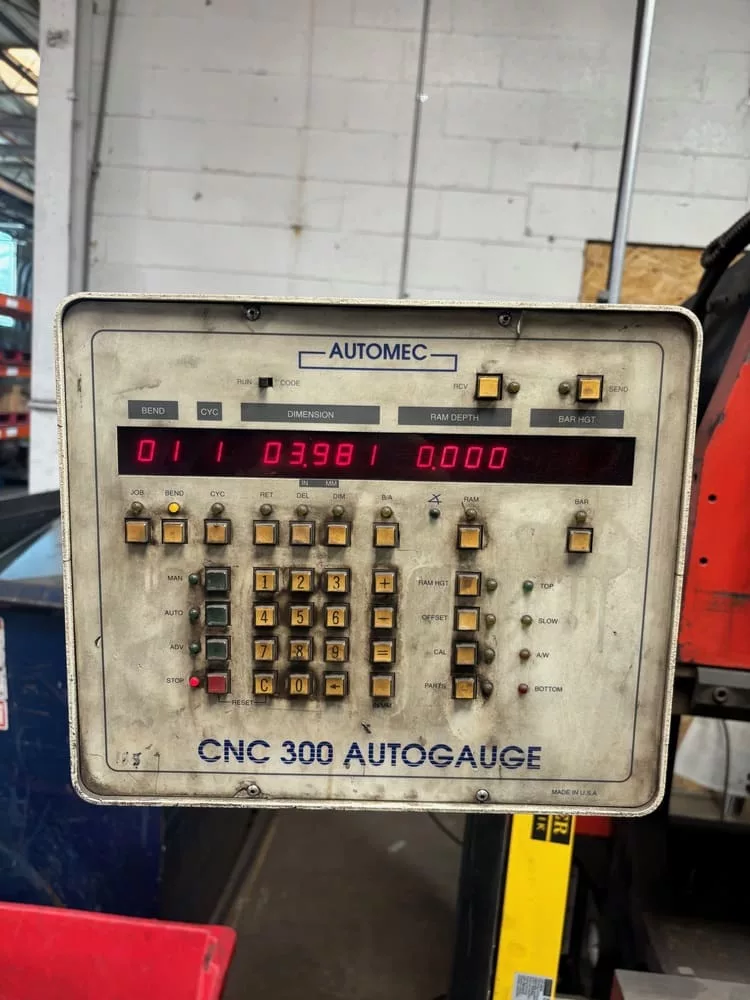 AUTOMEC
RUN CODE RCV SEND
BEND CYC DIMENSION RAM DEPTH BAR HGT
011 1 03.981 0.000
IN MM
JOB BEND CYC RET DEL DIM B/A RAM BAR
MAN 1 2 3 + RAM HGT TOP
AUTO 4 5 6 - OFFSET SLOW
ADV 7 8 9 = CAL A/W
STOP C 0 ← PARTS BOTTOM
RESET IN/MM
CNC 300 AUTOGAUGE
MADE IN U.S.A